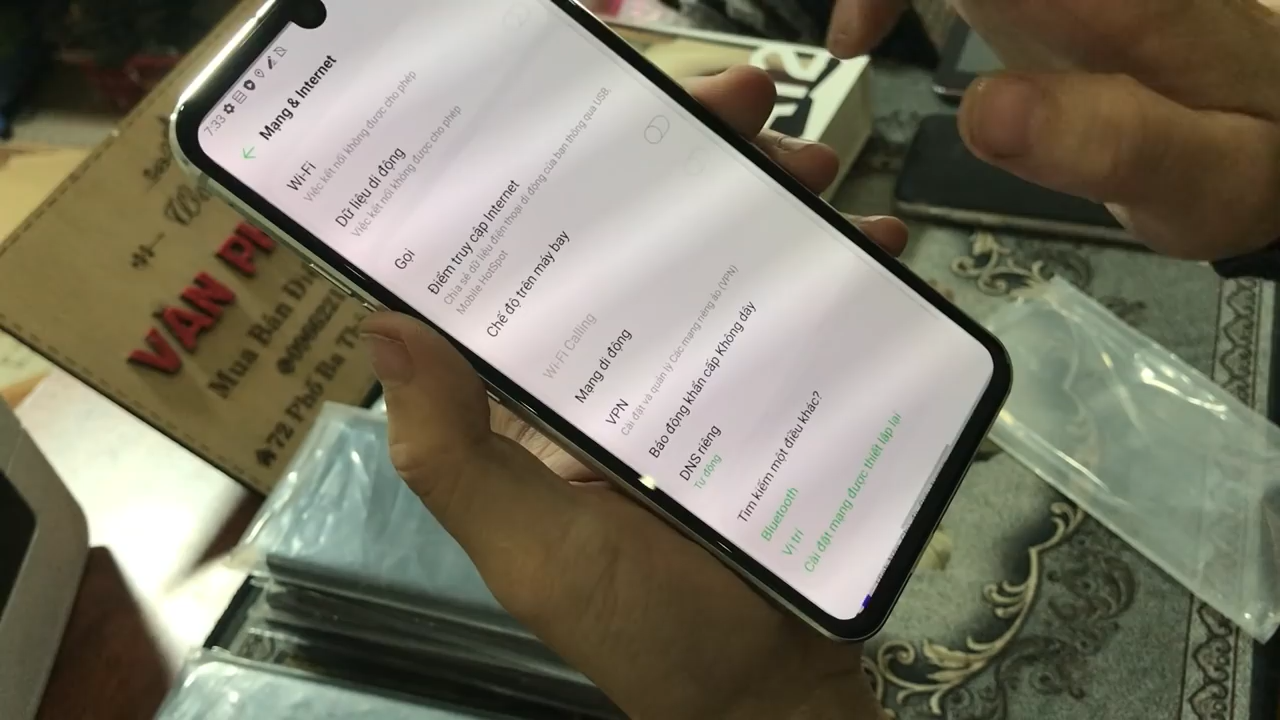 7:33
Mạng & Internet
Wi-Fi
Việc kết nối không được cho phép
Dữ liệu di động
Việc kết nối không được cho phép
Gọi
Điểm truy cập Internet
Chia sẻ dữ liệu điện thoại di động của bạn thông qua USB,
Mobile HotSpot
Chế độ trên máy bay
Wi-Fi Calling
Mạng di động
VPN
Cài đặt và quản lý Các mạng riêng ảo (VPN)
Báo động khẩn cấp Không dây
DNS riêng
Tự động
Tìm kiếm một điều khác?
Bluetooth
Vị trí
Cài đặt mạng được thiết lập lại
VĂN
Mua Bán
72 Phố Ba